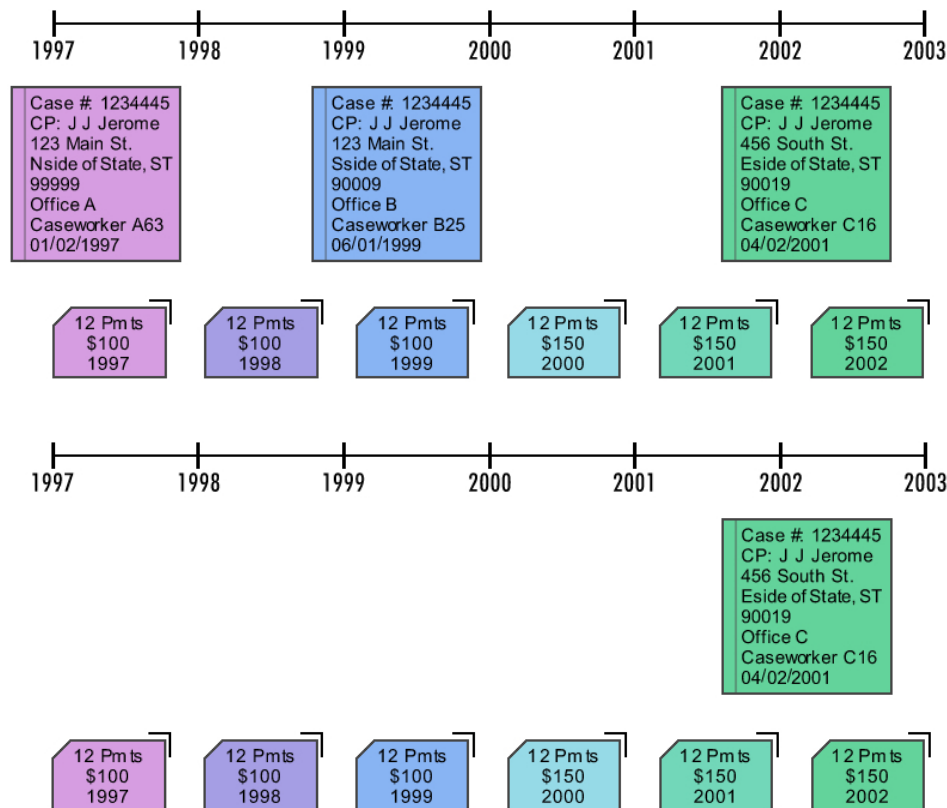 1997 1998 1999 2000 2001 2002 2003
Case #: 1234445
CP: J J Jerome
123 Main St.
Nside of State, ST
99999
Office A
Caseworker A63
01/02/1997
Case #: 1234445
CP: J J Jerome
123 Main St.
Sside of State, ST
90009
Office B
Caseworker B25
06/01/1999
Case #: 1234445
CP: J J Jerome
456 South St.
Eside of State, ST
90019
Office C
Caseworker C16
04/02/2001
12 Pmts
$100
1997
12 Pmts
$100
1998
12 Pmts
$100
1999
12 Pmts
$150
2000
12 Pmts
$150
2001
12 Pmts
$150
2002
1997 1998 1999 2000 2001 2002 2003
Case #: 1234445
CP: J J Jerome
456 South St.
Eside of State, ST
90019
Office C
Caseworker C16
04/02/2001
12 Pmts
$100
1997
12 Pmts
$100
1998
12 Pmts
$100
1999
12 Pmts
$150
2000
12 Pmts
$150
2001
12 Pmts
$150
2002